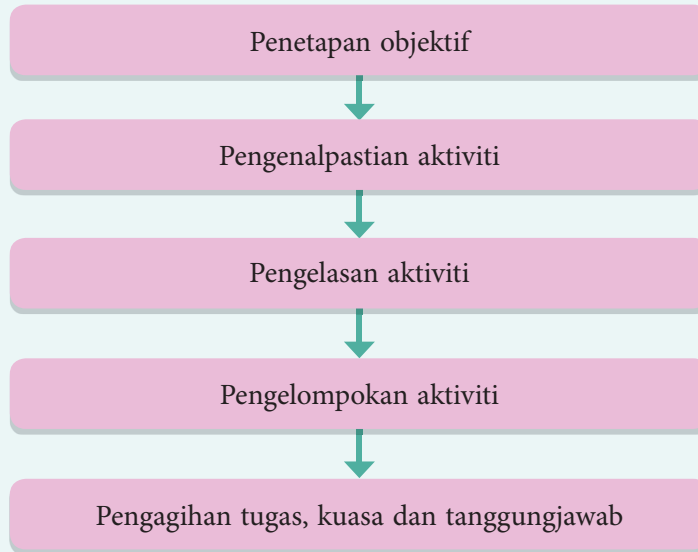 Penetapan objektif
Pengenalpastian aktiviti
Pengelasan aktiviti
Pengelompokan aktiviti
Pengagihan tugas, kuasa dan tanggungjawab